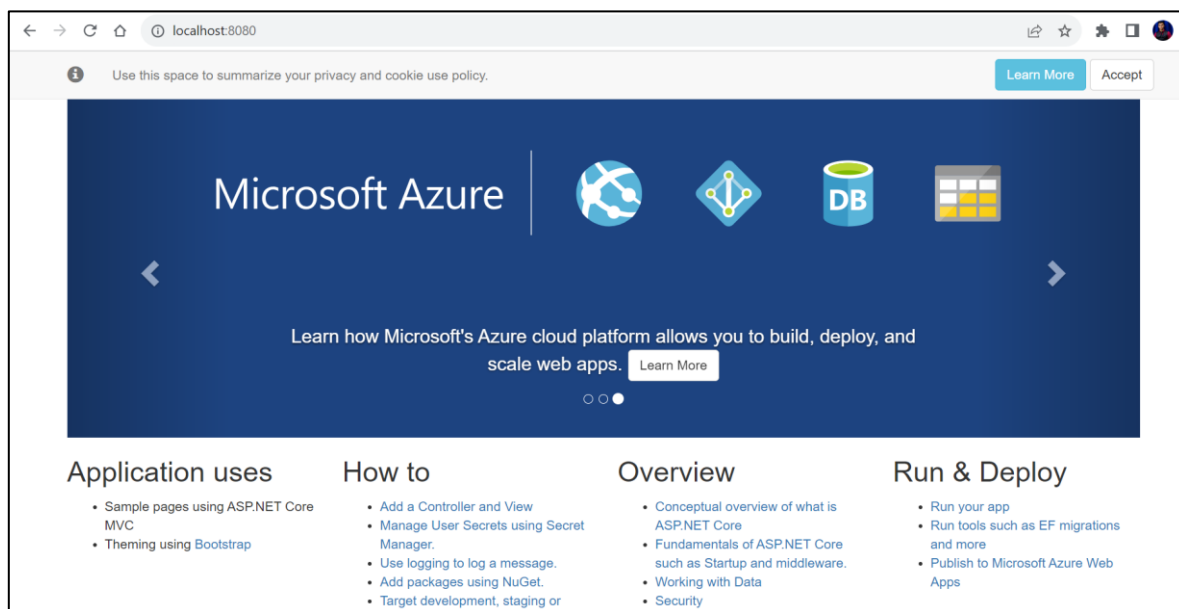 localhost:8080
Use this space to summarize your privacy and cookie use policy.
Learn More
Accept
Microsoft Azure
DB
Learn how Microsoft's Azure cloud platform allows you to build, deploy, and
scale web apps. Learn More
Application uses
Sample pages using ASP.NET Core
MVC
Theming using Bootstrap
How to
Add a Controller and View
Manage User Secrets using Secret
Manager.
Use logging to log a message.
Add packages using NuGet.
Target development, staging or
Overview
Conceptual overview of what is
ASP.NET Core
Fundamentals of ASP.NET Core
such as Startup and middleware.
Working with Data
Security
Run & Deploy
Run your app
Run tools such as EF migrations
and more
Publish to Microsoft Azure Web
Apps